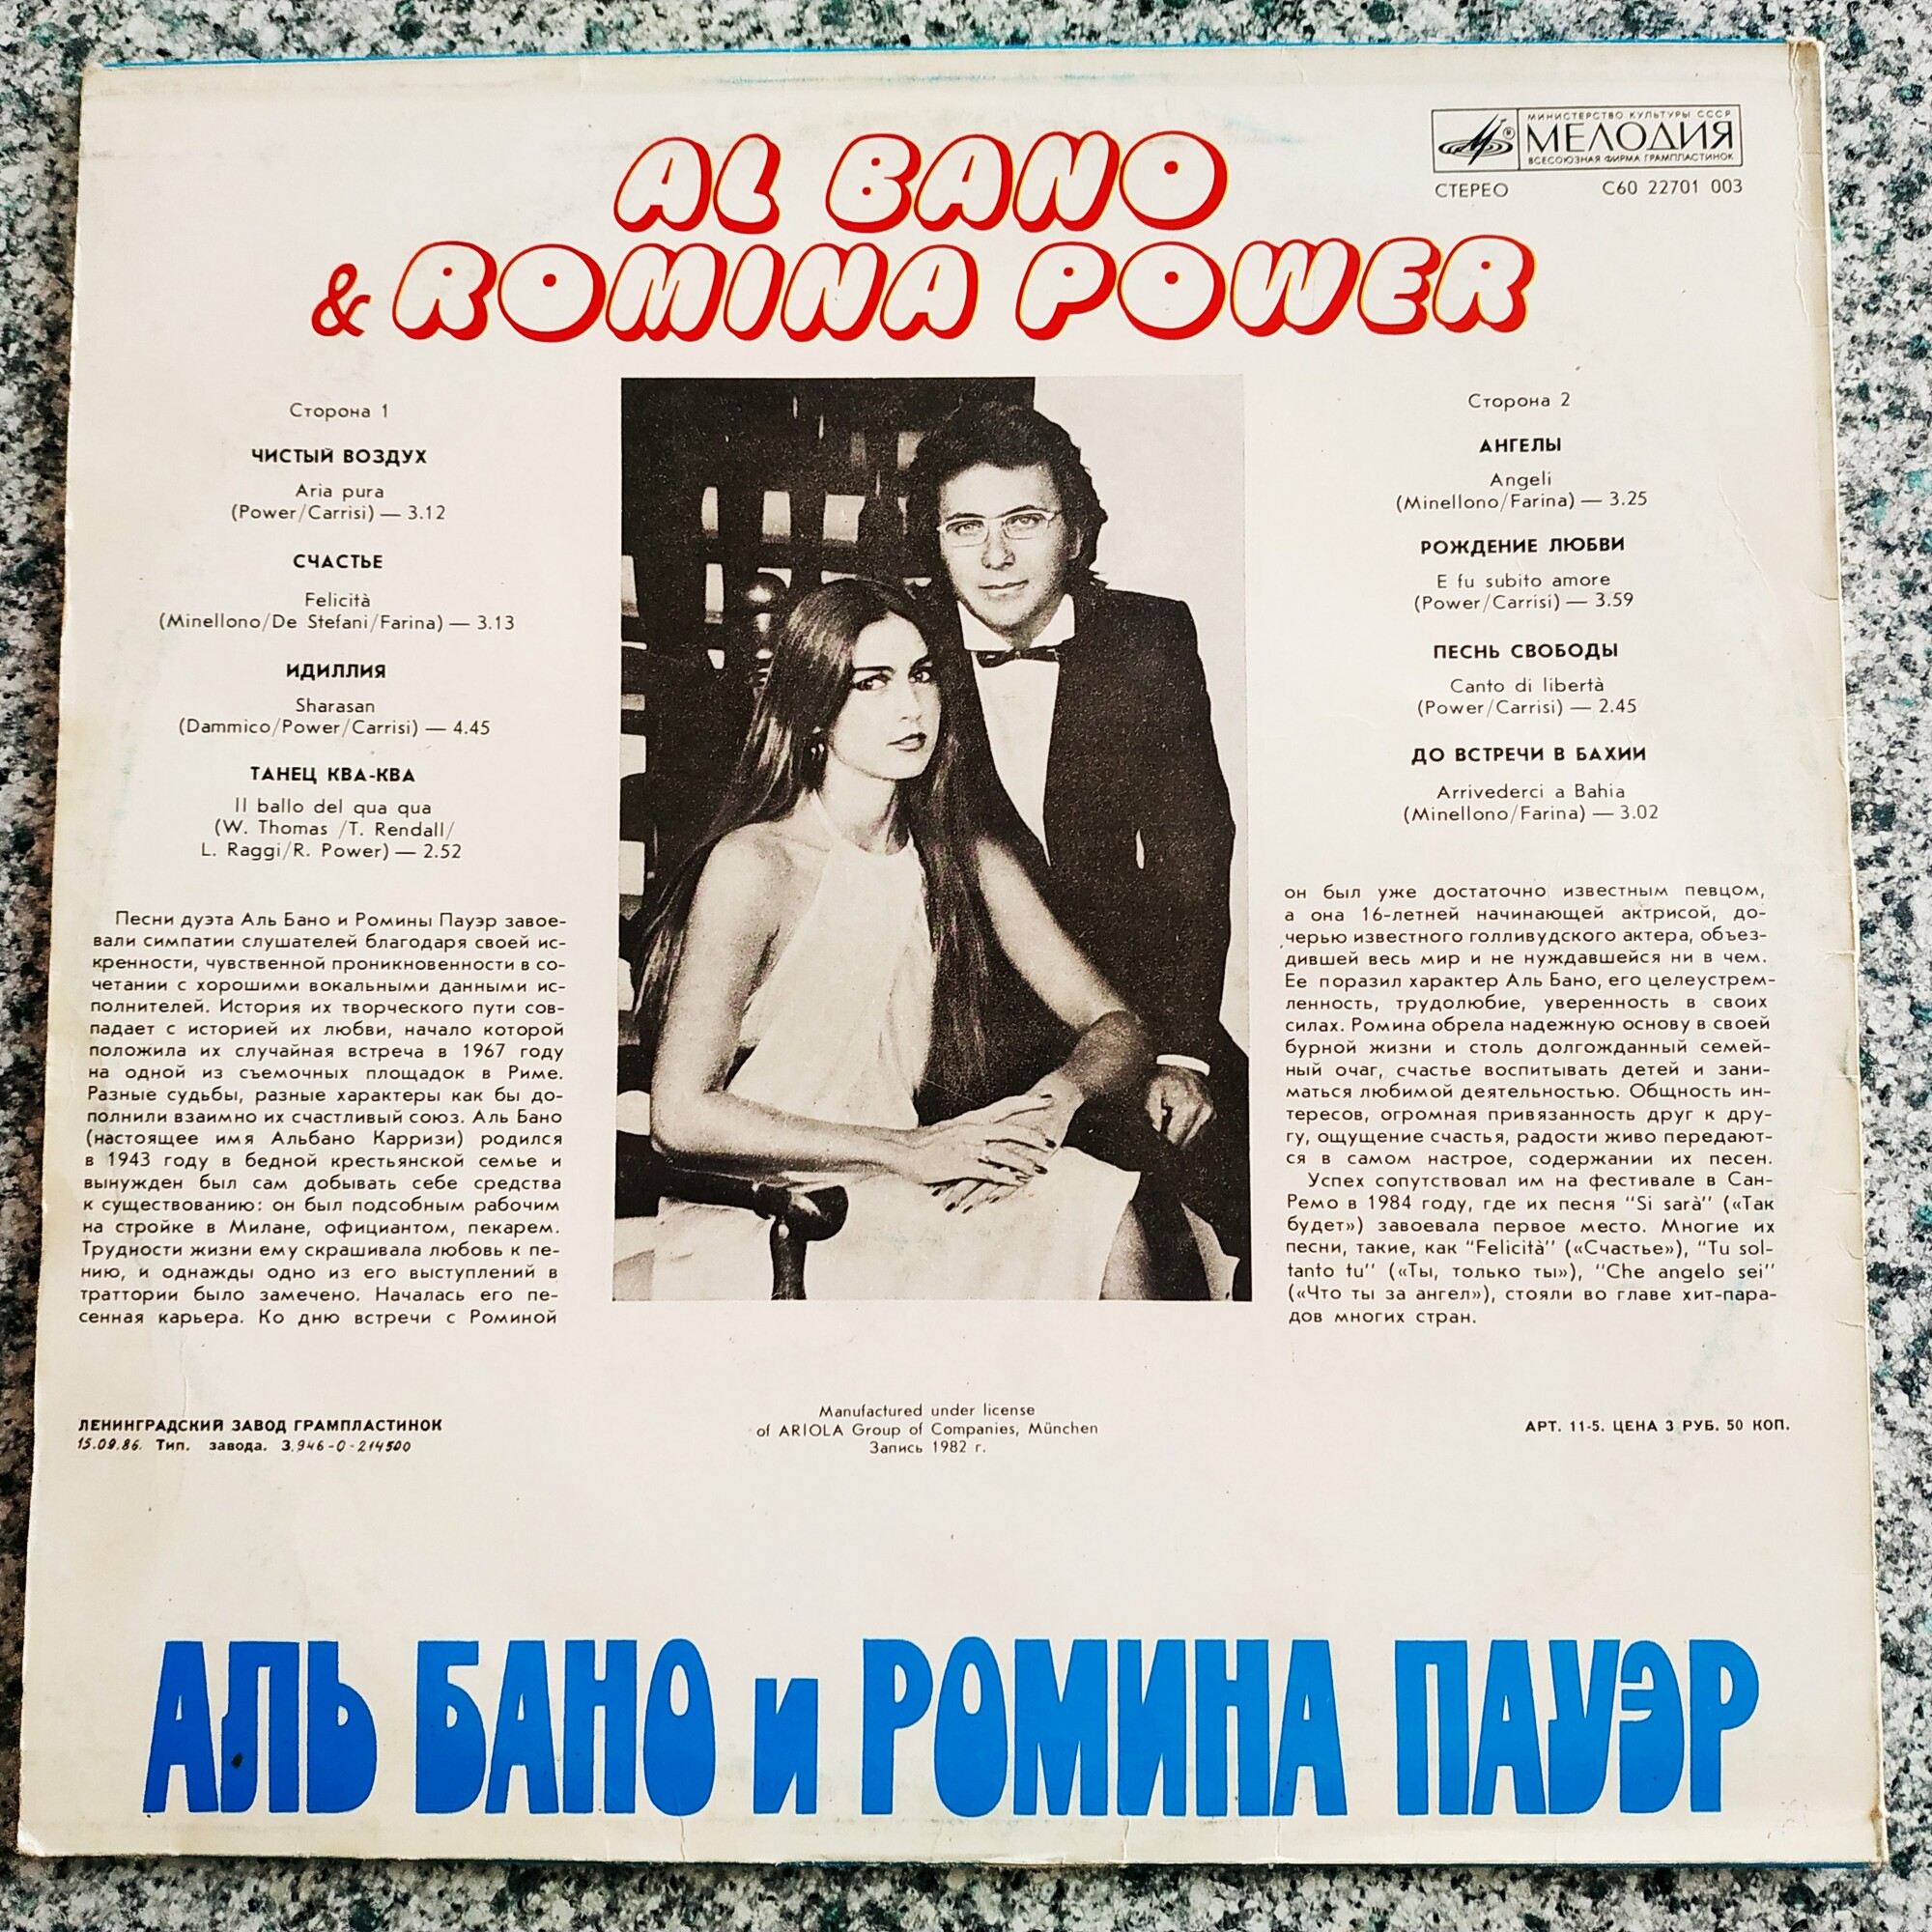 AL BANO
& ROMINA POWER
МИНИСТЕРСТВО КУЛЬТУРЫ СССР
МЕЛОДИЯ
ВСЕСОЮЗНАЯ ФИРМА ГРАМПЛАСТИНОК
СТЕРЕО С60 22701 003
Сторона 1
ЧИСТЫЙ ВОЗДУХ
Aria pura
(Power/Carrisi) — 3.12
СЧАСТЬЕ
Felicità
(Minellono/De Stefani/Farina) — 3.13
ИДИЛЛИЯ
Sharasan
(Dammico/Power/Carrisi) — 4.45
ТАНЕЦ КВА-КВА
Il ballo del qua qua
(W. Thomas /T. Rendall/
L. Raggi/R. Power) — 2.52
Сторона 2
АНГЕЛЫ
Angeli
(Minellono/Farina) — 3.25
РОЖДЕНИЕ ЛЮБВИ
E fu subito amore
(Power/Carrisi) — 3.59
ПЕСНЬ СВОБОДЫ
Canto di libertà
(Power/Carrisi) — 2.45
ДО ВСТРЕЧИ В БАХИИ
Arrivederci a Bahia
(Minellono/Farina) — 3.02
Песни дуэта Аль Бано и Ромины Пауэр завое-
вали симпатии слушателей благодаря своей ис-
кренности, чувственной проникновенности в со-
четании с хорошими вокальными данными ис-
полнителей. История их творческого пути сов-
падает с историей их любви, начало которой
положила их случайная встреча в 1967 году
на одной из съемочных площадок в Риме.
Разные судьбы, разные характеры как бы до-
полнили взаимно их счастливый союз. Аль Бано
(настоящее имя Альбано Карризи) родился
в 1943 году в бедной крестьянской семье и
вынужден был сам добывать себе средства
к существованию: он был подсобным рабочим
на стройке в Милане, официантом, пекарем.
Трудности жизни ему скрашивала любовь к пе-
нию, и однажды одно из его выступлений в
траттории было замечено. Началась его пе-
сенная карьера. Ко дню встречи с Роминой
он был уже достаточно известным певцом,
а она 16-летней начинающей актрисой, до-
черью известного голливудского актера, объез-
дившей весь мир и не нуждавшейся ни в чем.
Ее поразил характер Аль Бано, его целеустрем-
ленность, трудолюбие, уверенность в своих
силах. Ромина обрела надежную основу в своей
бурной жизни и столь долгожданный семей-
ный очаг, счастье воспитывать детей и зани-
маться любимой деятельностью. Общность ин-
тересов, огромная привязанность друг к дру-
гу, ощущение счастья, радости живо передают-
ся в самом настрое, содержании их песен.
Успех сопутствовал им на фестивале в Сан-
Ремо в 1984 году, где их песня "Si sarà" («Так
будет») завоевала первое место. Многие их
песни, такие, как "Felicità" («Счастье»), "Tu sol-
tanto tu" («Ты, только ты»), "Che angelo sei"
(«Что ты за ангел»), стояли во главе хит-пара-
дов многих стран.
ЛЕНИНГРАДСКИЙ ЗАВОД ГРАМПЛАСТИНОК
15.09.86. Тип. завода. З.946-0-214500
Manufactured under license
of ARIOLA Group of Companies, München
Запись 1982 г.
АРТ. 11-5. ЦЕНА 3 РУБ. 50 КОП.
АЛЬ БАНО и РОМИНА ПАУЭР